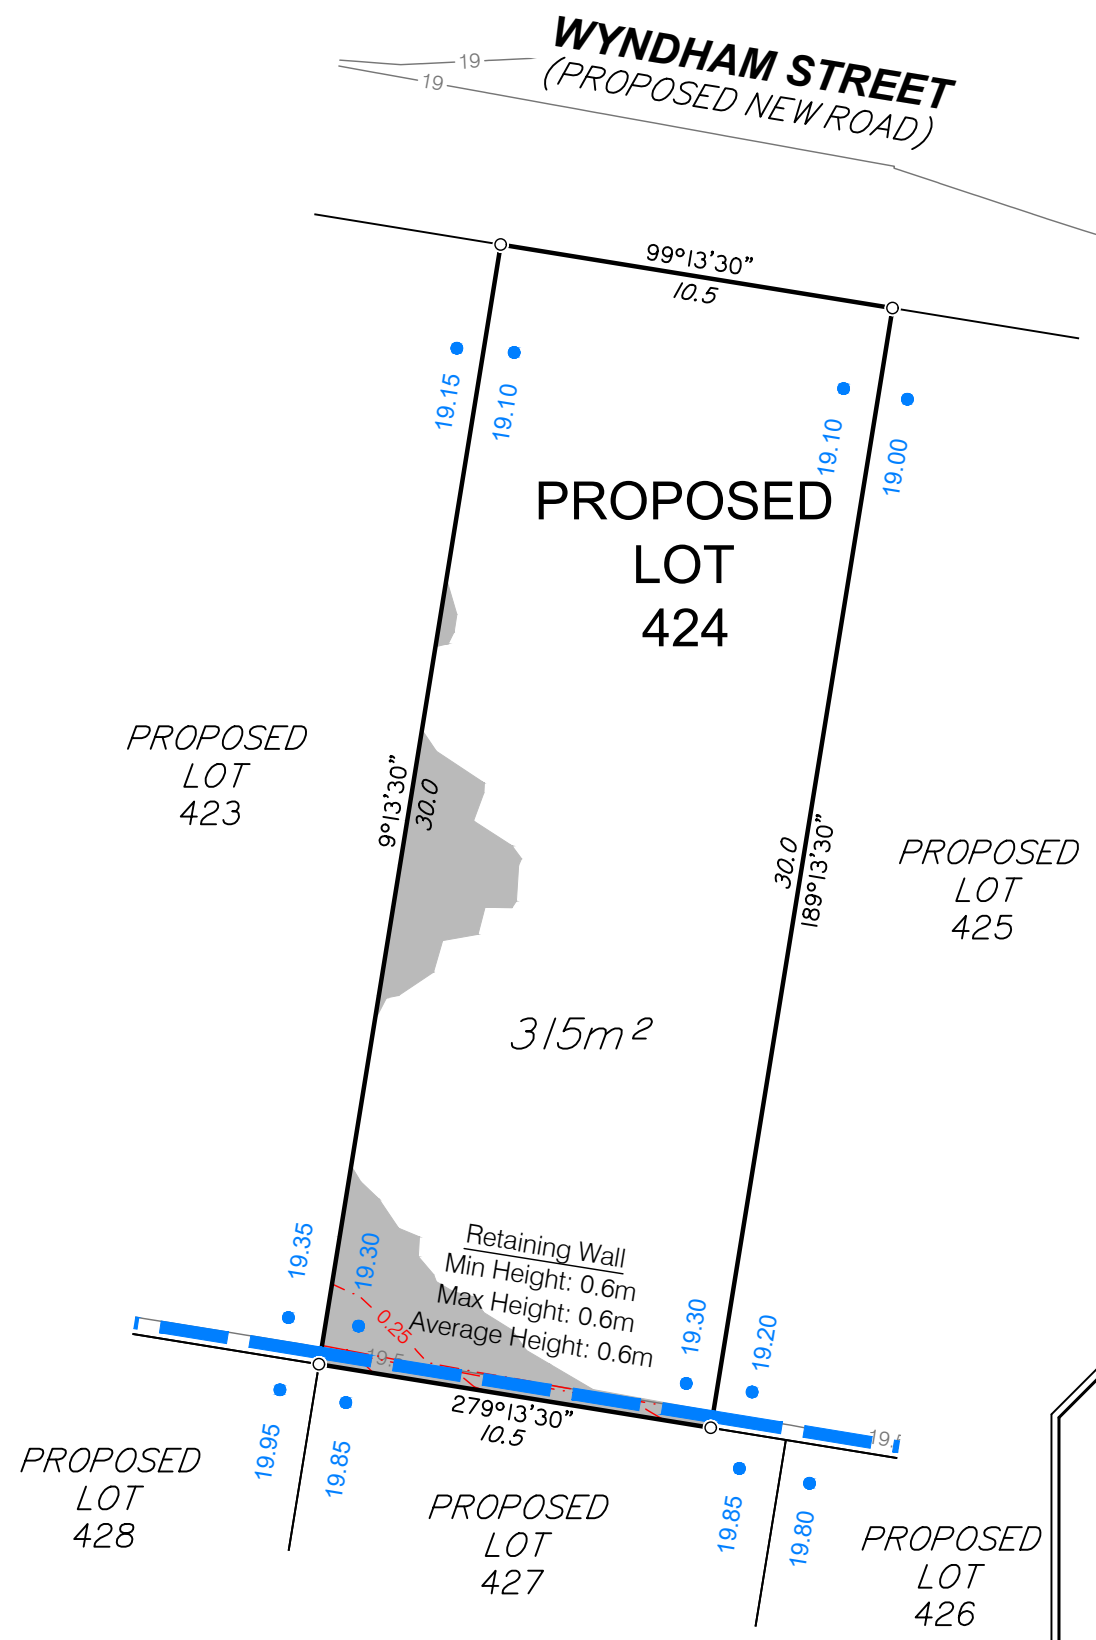 WYNDHAM STREET
(PROPOSED NEW ROAD)
19
19
99°13'30"
10.5
19.15
19.10
19.10
19.00
PROPOSED
LOT
424
PROPOSED
LOT
423
9°13'30"
30.0
30.0
189°13'30"
PROPOSED
LOT
425
315m²
19.35
19.30
Retaining Wall
Min Height: 0.6m
Max Height: 0.6m
Average Height: 0.6m
0.25
19.30
19.20
279°13'30"
10.5
19.95
19.85
19.85
19.80
PROPOSED
LOT
428
PROPOSED
LOT
427
PROPOSED
LOT
426